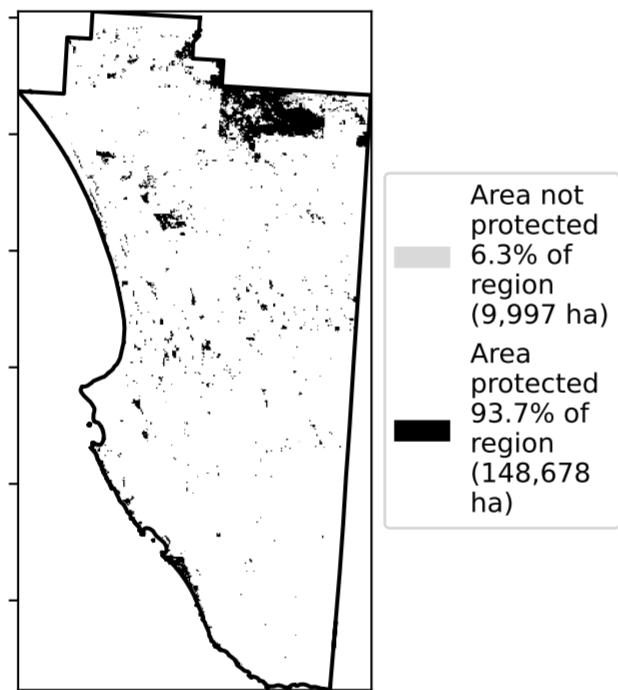 Area not
protected
6.3% of
region
(9,997 ha)
Area
protected
93.7% of
region
(148,678
ha)